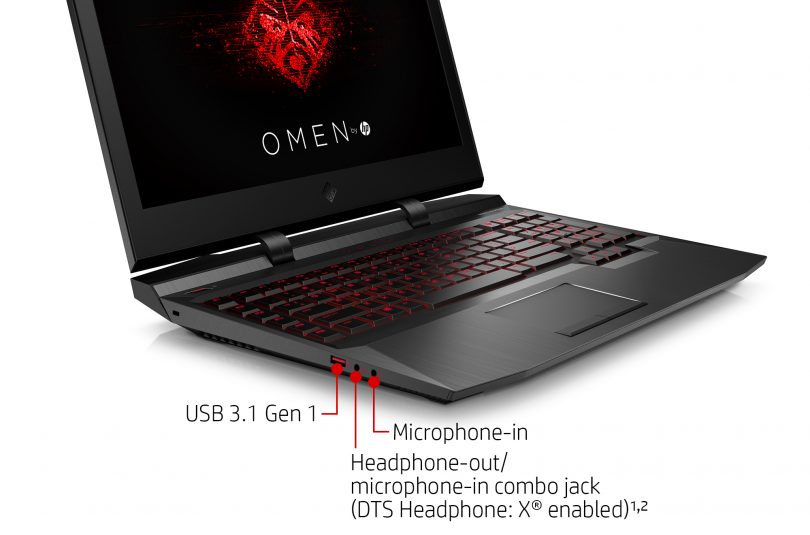 OMEN by hp
USB 3.1 Gen 1
Microphone-in
Headphone-out/
microphone-in combo jack
(DTS Headphone: X® enabled)¹,²